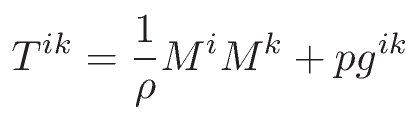 $T^{ik} = \frac{1}{\rho} M^i M^k + p g^{ik}$